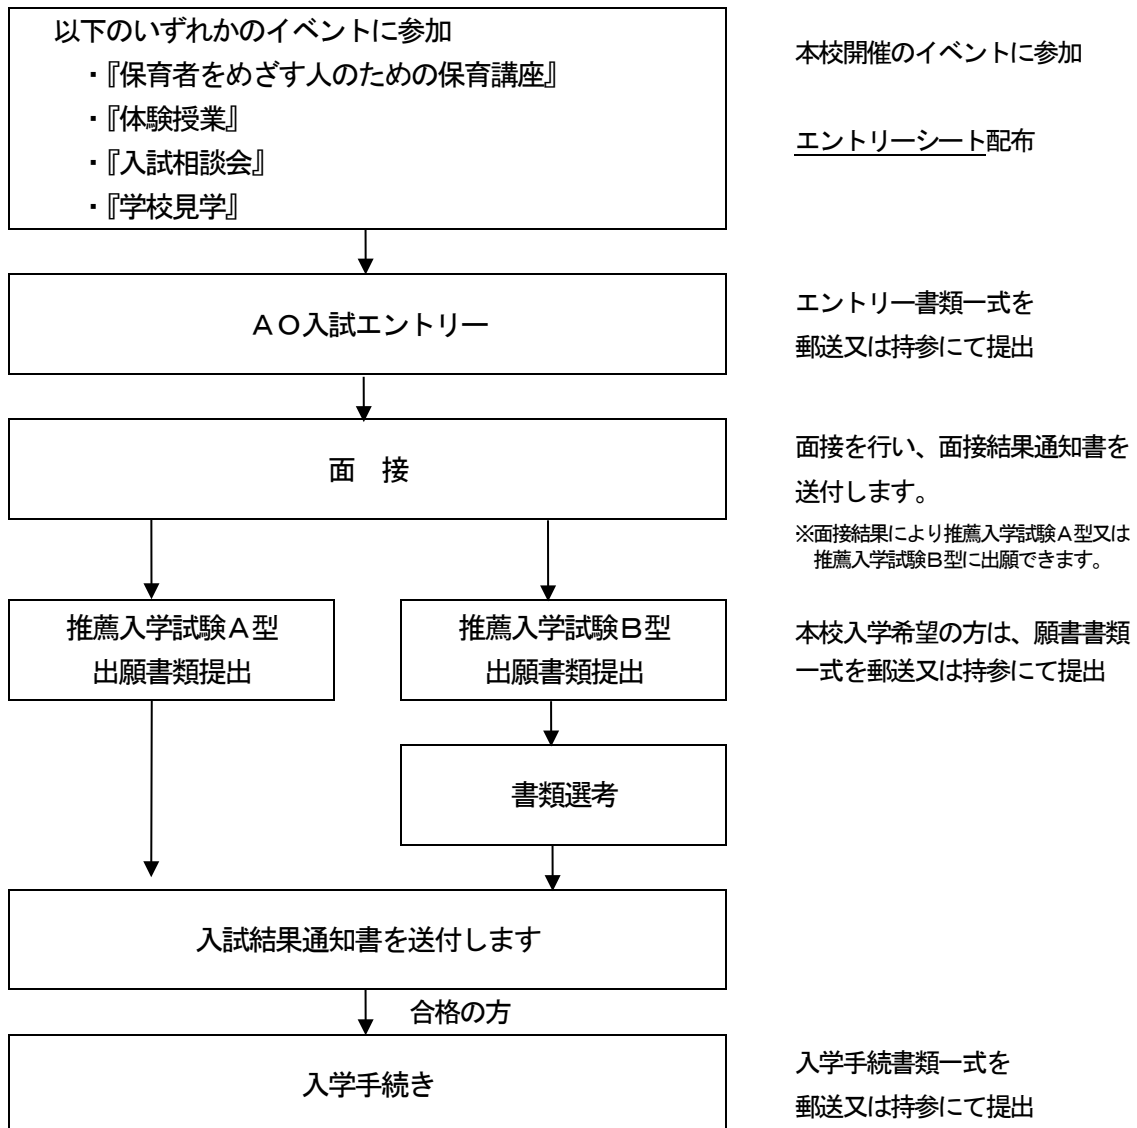 以下のいずれかのイベントに参加
・『保育者をめざす人のための保育講座』
・『体験授業』
・『入試相談会』
・『学校見学』
本校開催のイベントに参加
エントリーシート配布
ＡＯ入試エントリー
エントリー書類一式を
郵送又は持参にて提出
面　接
面接を行い、面接結果通知書を
送付します。
※面接結果により推薦入学試験Ａ型又は
推薦入学試験Ｂ型に出願できます。
推薦入学試験Ａ型
出願書類提出
推薦入学試験Ｂ型
出願書類提出
本校入学希望の方は、願書書類
一式を郵送又は持参にて提出
書類選考
入試結果通知書を送付します
合格の方
入学手続き
入学手続書類一式を
郵送又は持参にて提出